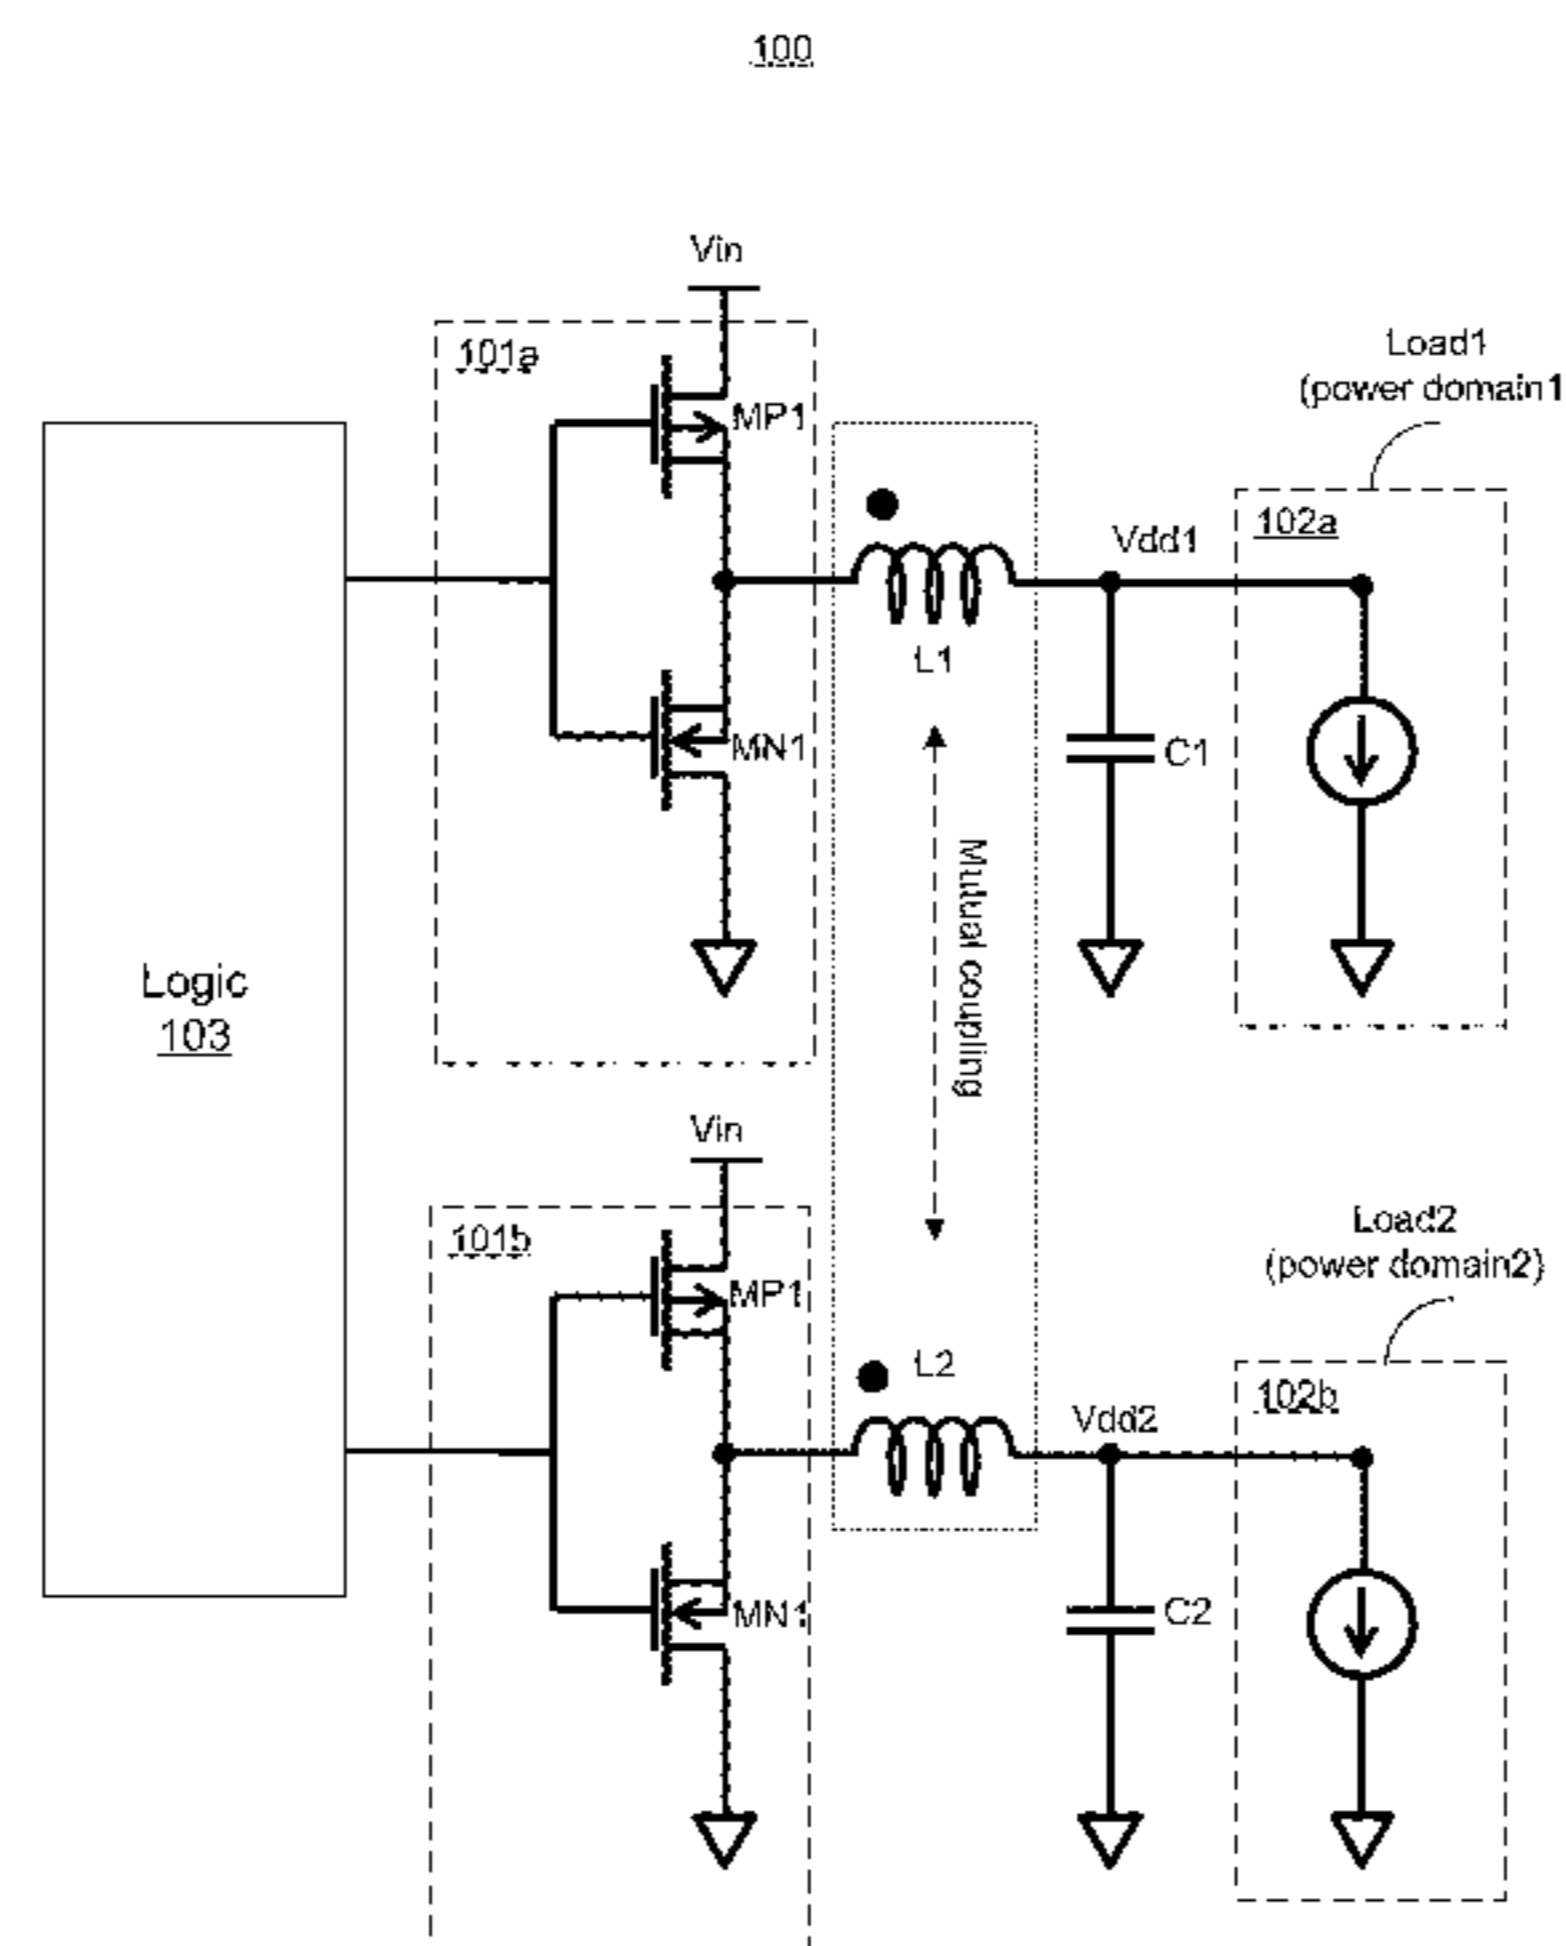 100
Vin
101a
MP1
MN1
Load1
(power domain1
102a
Vdd1
L1
C1
Mutual coupling
Logic
103
Vin
101b
MP1
MN1
Load2
(power domain2)
102b
L2
Vdd2
C2